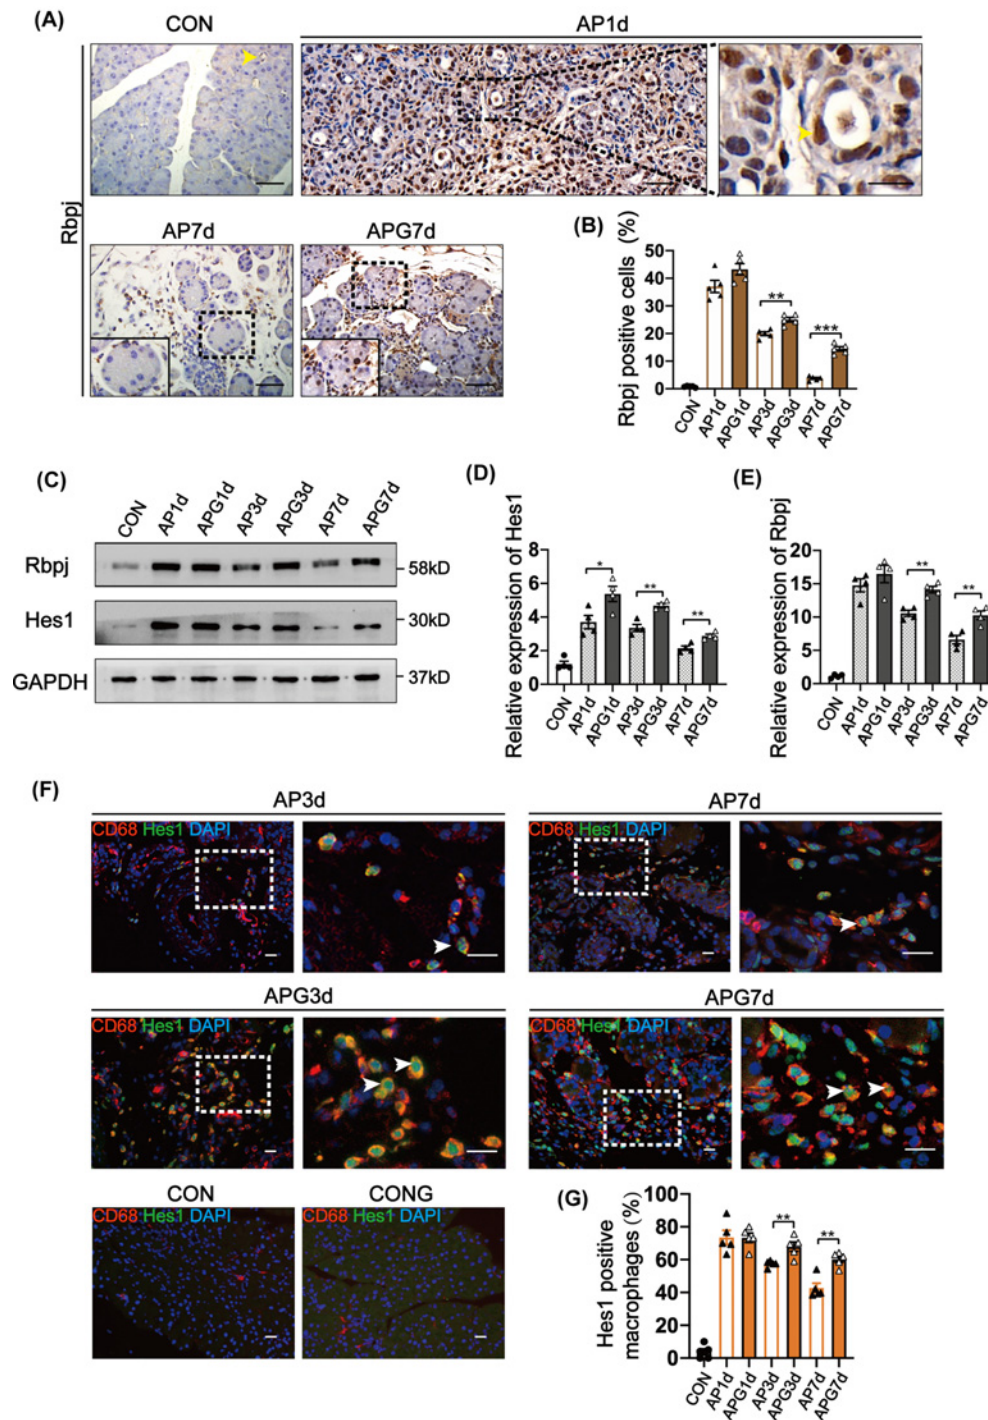 (A)
CON
AP1d
Rbpj
AP7d
APG7d
(B)
Rbpj positive cells (%)
50
40
30
20
10
0
**
***
CON
AP1d
APG1d
AP3d
APG3d
AP7d
APG7d
(C)
CON
AP1d
APG1d
AP3d
APG3d
AP7d
APG7d
Rbpj
58kD
Hes1
30kD
GAPDH
37kD
(D)
Relative expression of Hes1
8
6
4
2
0
*
**
**
CON
AP1d
APG1d
AP3d
APG3d
AP7d
APG7d
(E)
Relative expression of Rbpj
20
15
10
5
0
**
**
CON
AP1d
APG1d
AP3d
APG3d
AP7d
APG7d
(F)
AP3d
AP7d
CD68 Hes1 DAPI
CD68 Hes1 DAPI
APG3d
APG7d
CD68 Hes1 DAPI
CD68 Hes1 DAPI
CON
CONG
CD68 Hes1 DAPI
CD68 Hes1 DAPI
(G)
Hes1 positive
macrophages (%)
100
80
60
40
20
0
**
**
CON
AP1d
APG1d
AP3d
APG3d
AP7d
APG7d